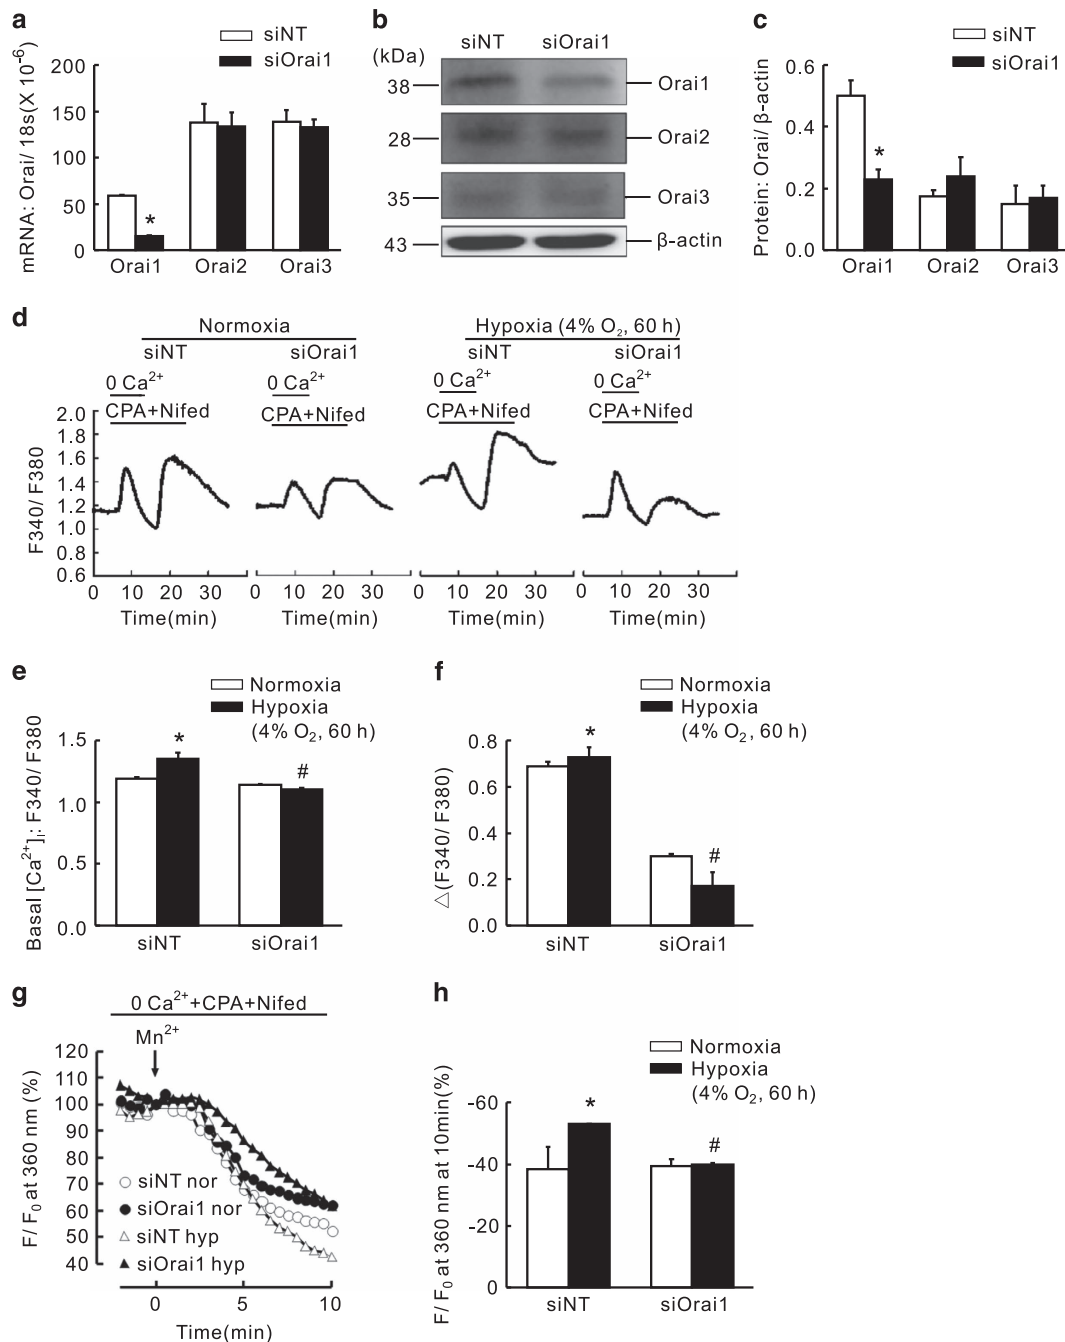 a
siNT
siOrai1
mRNA: Orai/ 18s(X 10⁻⁶)
200
150
100
50
0
*
Orai1 Orai2 Orai3
b
siNT siOrai1
(kDa)
38 Orai1
28 Orai2
35 Orai3
43 β-actin
c
siNT
siOrai1
Protein: Orai/ β-actin
0.6
0.4
0.2
0.0
*
Orai1 Orai2 Orai3
d
Normoxia Hypoxia (4% O₂, 60 h)
siNT siOrai1 siNT siOrai1
0 Ca²⁺ 0 Ca²⁺ 0 Ca²⁺ 0 Ca²⁺
CPA+Nifed CPA+Nifed CPA+Nifed CPA+Nifed
F340/ F380
2.0
1.8
1.6
1.4
1.2
1.0
0.8
0.6
0 10 20 30 0 10 20 30 0 10 20 30 0 10 20 30
Time(min) Time(min) Time(min) Time(min)
e
Normoxia
Hypoxia
(4% O₂, 60 h)
Basal [Ca²⁺]ᵢ: F340/ F380
1.5
1.0
0.5
0.0
*
#
siNT siOrai1
f
Normoxia
Hypoxia
(4% O₂, 60 h)
△(F340/ F380)
0.8
0.6
0.4
0.2
0.0
*
#
siNT siOrai1
g
0 Ca²⁺+CPA+Nifed
Mn²⁺
F/ F₀ at 360 nm (%)
120
110
100
90
80
70
60
50
40
siNT nor
siOrai1 nor
siNT hyp
siOrai1 hyp
0 5 10
Time(min)
h
Normoxia
Hypoxia
(4% O₂, 60 h)
F/ F₀ at 360 nm at 10min(%)
-60
-40
-20
0
*
#
siNT siOrai1